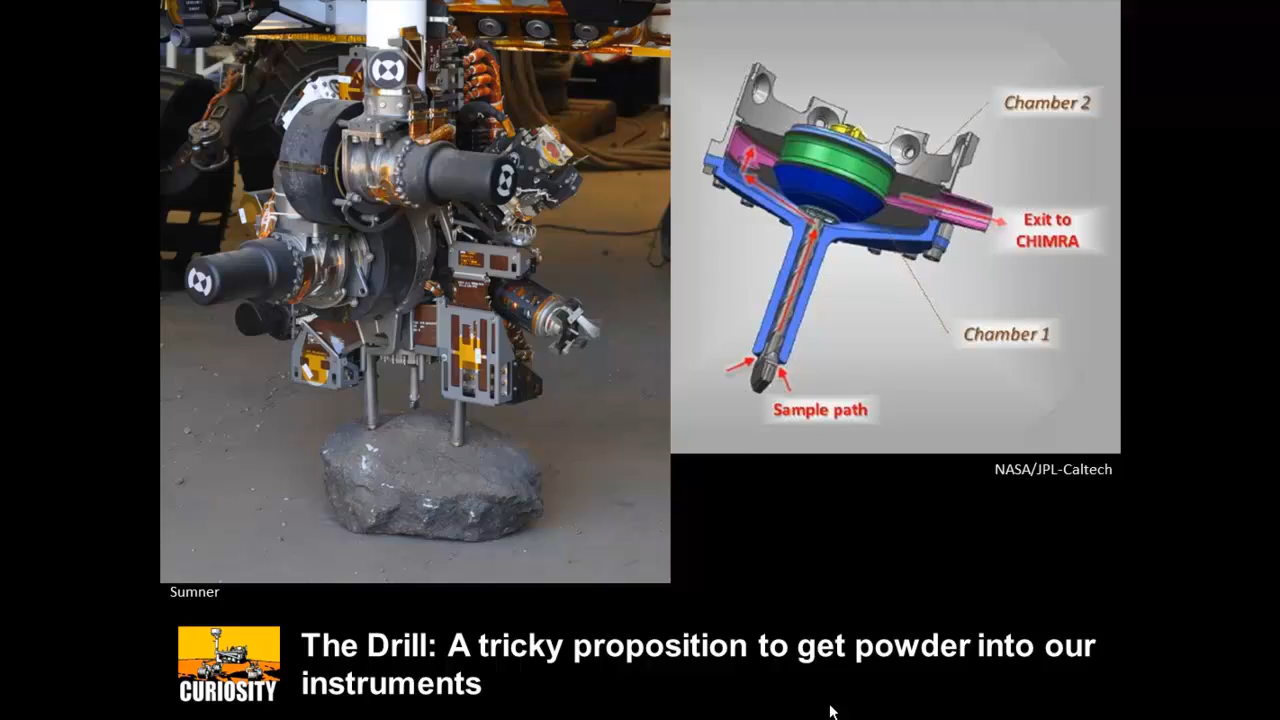 Chamber 2
Exit to
CHIMRA
Chamber 1
Sample path
NASA/JPL-Caltech
Sumner
CURIOSITY
The Drill: A tricky proposition to get powder into our
instruments